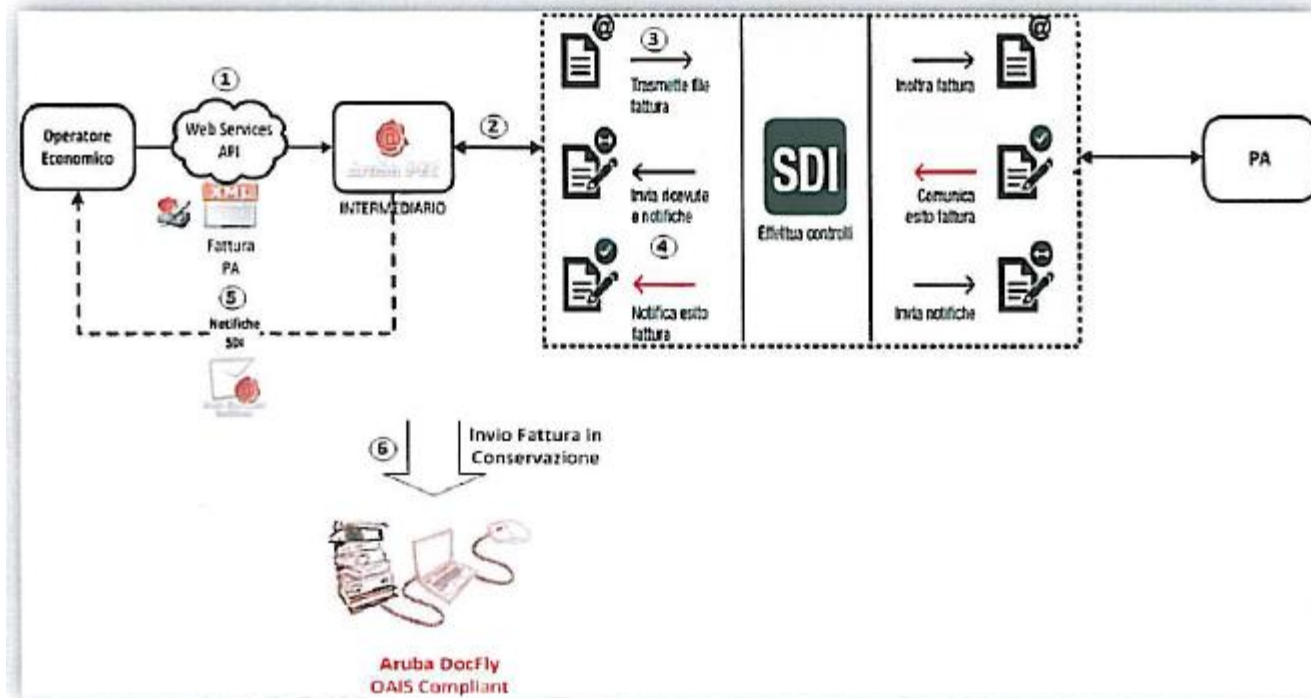 1
Operatore
Economico
Web Services
API
XML
Fattura
PA
Aruba PEC
INTERMEDIARIO
2
5
Notifiche
SDI
3
Trasmette file
fattura
Invia ricevute
e notifiche
4
Notifica esito
fattura
SDI
Effettua controlli
Inoltra fattura
Comunica
esito fattura
Invia notifiche
PA
6
Invio Fattura in
Conservazione
Aruba DocFly
OAIS Compliant